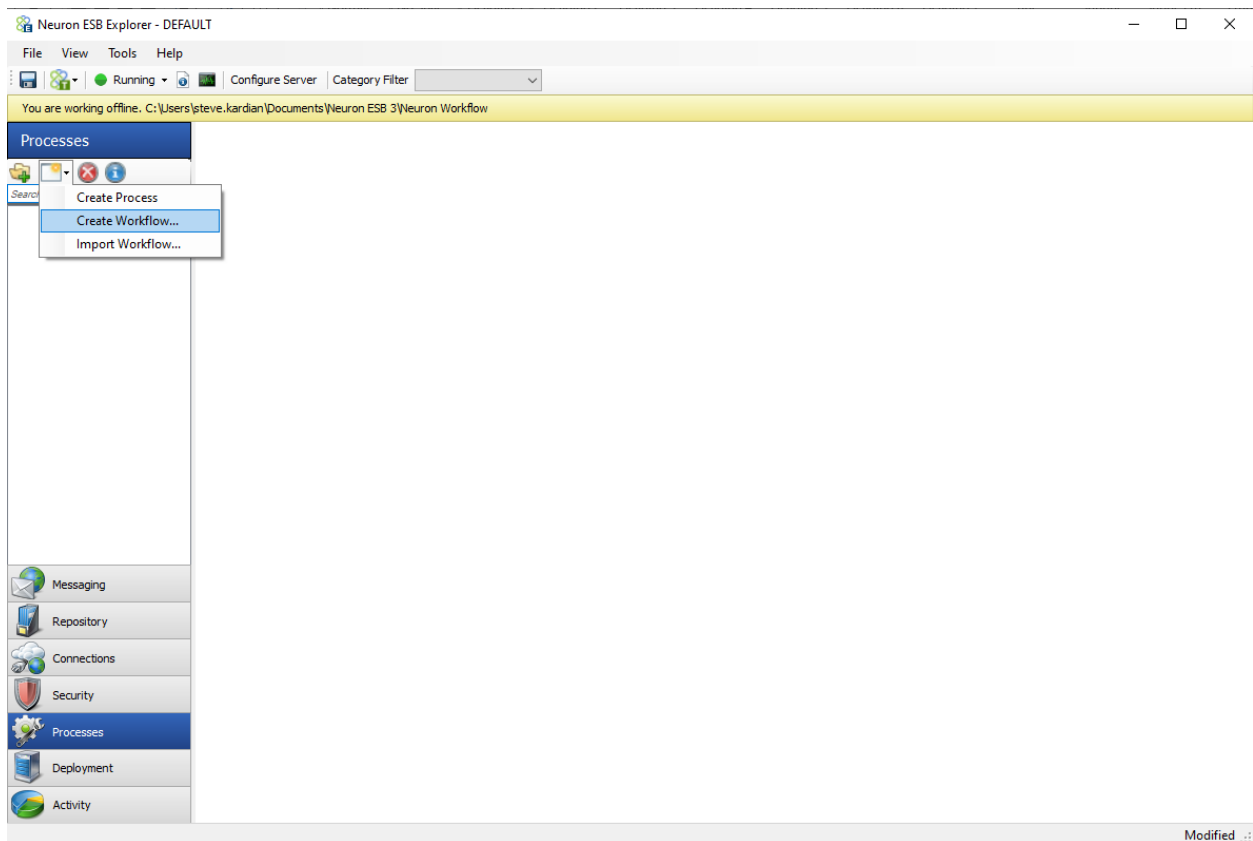 Neuron ESB Explorer - DEFAULT
File View Tools Help
Running Configure Server Category Filter
You are working offline. C:\Users\steve.kardian\Documents\Neuron ESB 3\Neuron Workflow
Processes
Create Process
Create Workflow...
Import Workflow...
Messaging
Repository
Connections
Security
Processes
Deployment
Activity
Modified